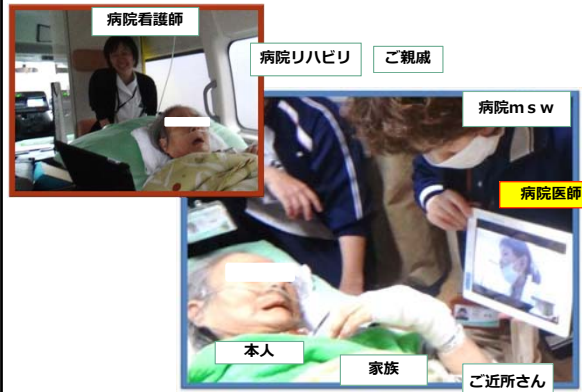 病院看護師
病院リハビリ
ご親戚
病院ｍｓｗ
病院医師
本人
家族
ご近所さん